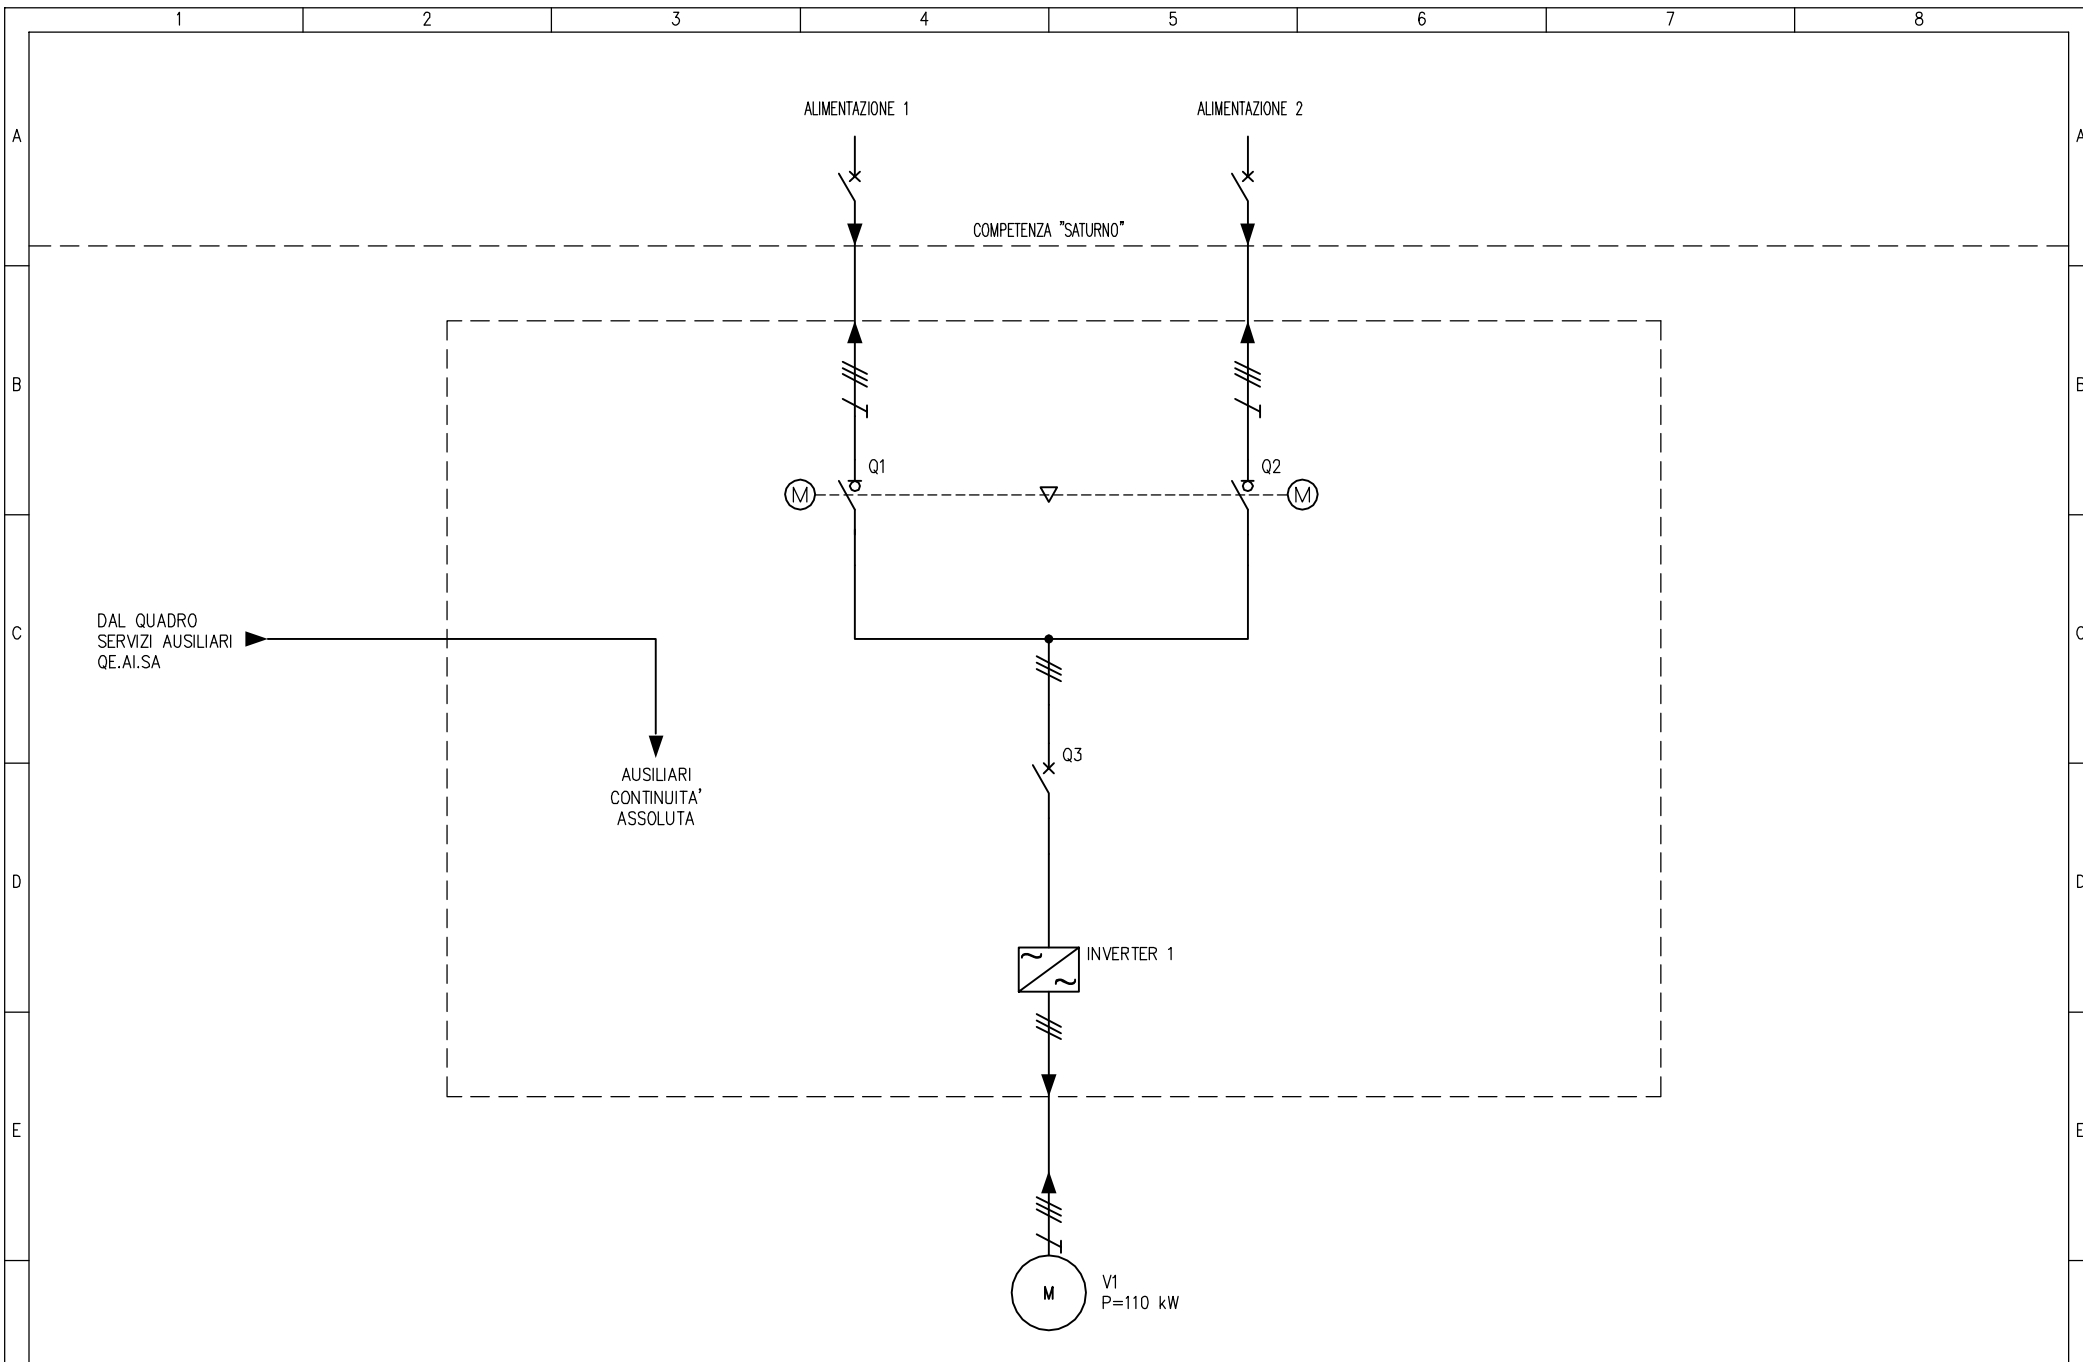 1 2 3 4 5 6 7 8
ALIMENTAZIONE 1
ALIMENTAZIONE 2
A A
COMPETENZA "SATURNO"
B B
Q1
Q2
M M
DAL QUADRO
SERVIZI AUSILIARI
QE.AI.SA
C C
Q3
AUSILIARI
CONTINUITA'
ASSOLUTA
D D
INVERTER 1
~
~
E E
M
V1
P=110 kW